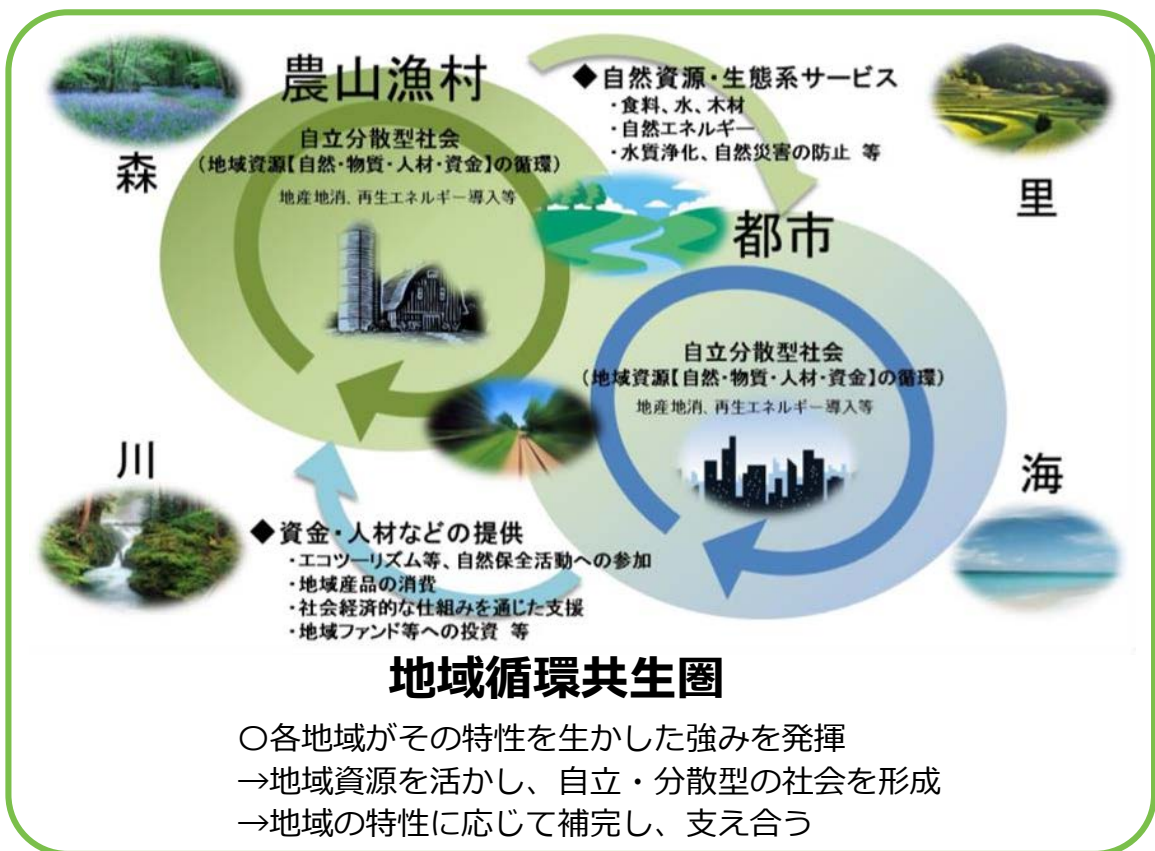 農山漁村
◆自然資源・生態系サービス
・食料、水、木材
・自然エネルギー
・水質浄化、自然災害の防止 等
自立分散型社会
(地域資源【自然・物質・人材・資金】の循環)
地産地消、再生エネルギー導入等
森
里
都市
自立分散型社会
(地域資源【自然・物質・人材・資金】の循環)
地産地消、再生エネルギー導入等
川
海
◆資金・人材などの提供
・エコツーリズム等、自然保全活動への参加
・地域産品の消費
・社会経済的な仕組みを通じた支援
・地域ファンド等への投資 等
地域循環共生圏
〇各地域がその特性を生かした強みを発揮
→地域資源を活かし、自立・分散型の社会を形成
→地域の特性に応じて補完し、支え合う